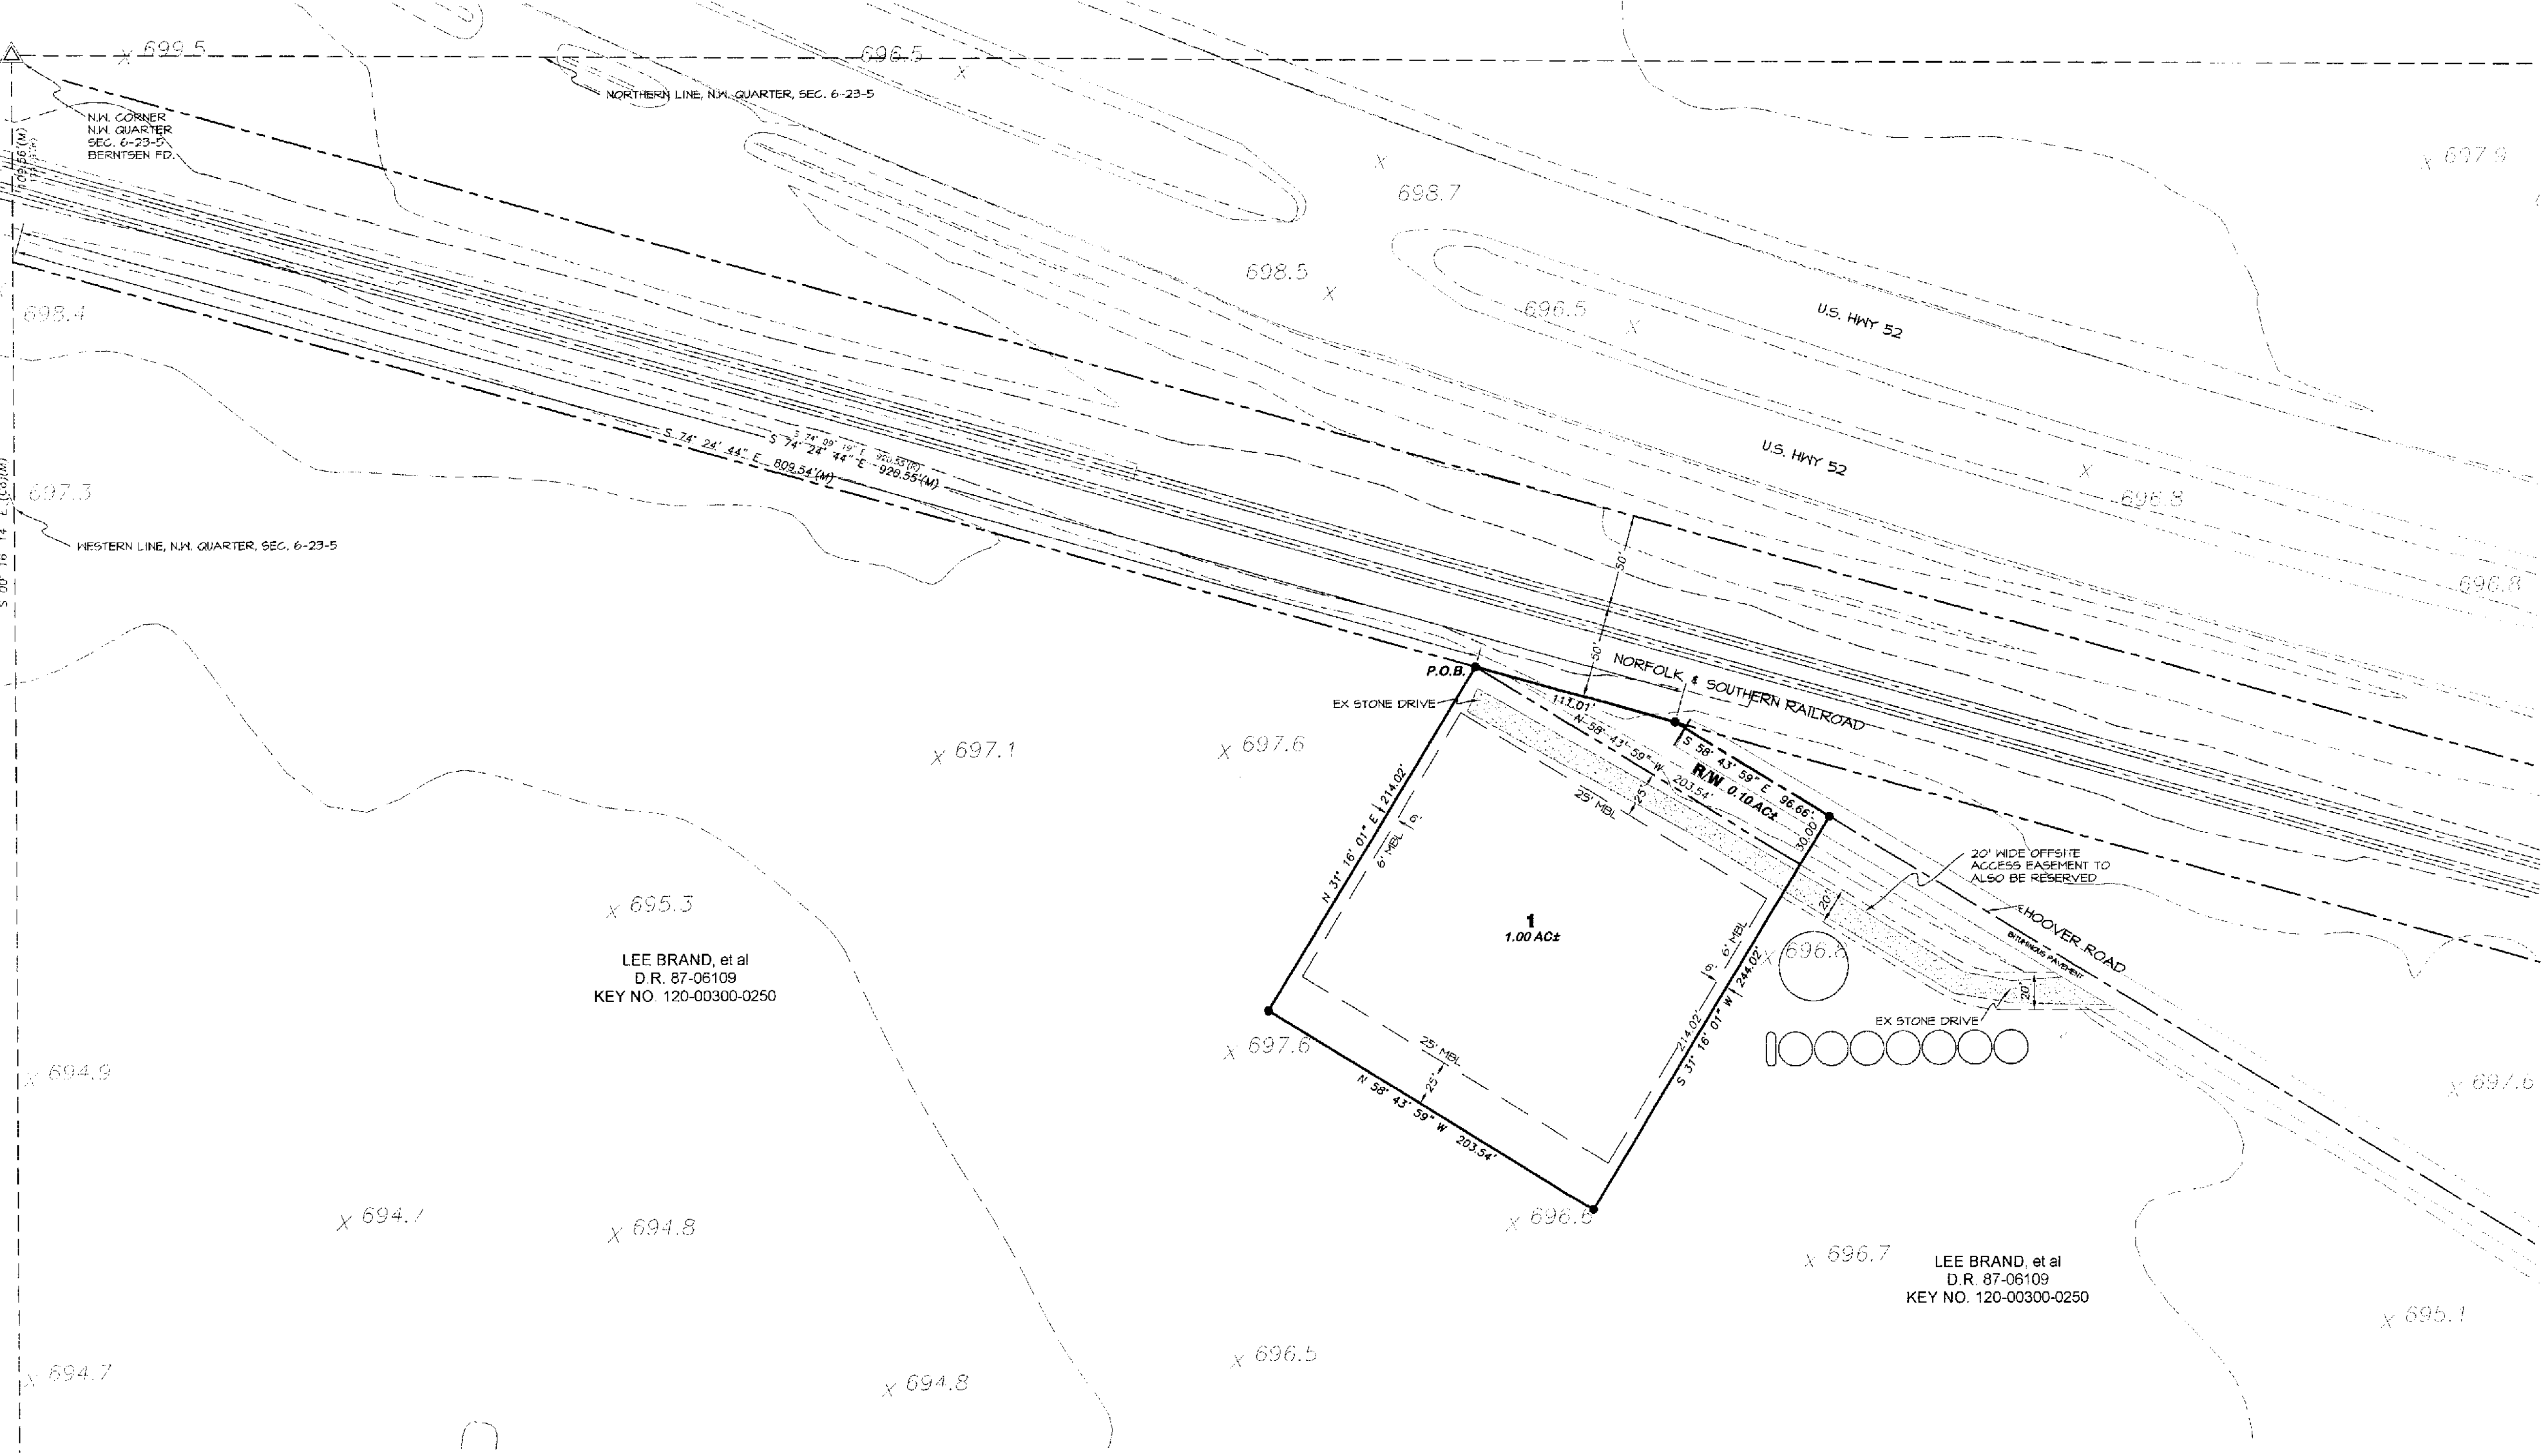 699.5
696.5
NORTHERN LINE, N.W. QUARTER, SEC. 6-23-5
N.W. CORNER
N.W. QUARTER
SEC. 6-23-5
BERNTSEN FD.
697.9
698.7
698.5
696.5
U.S. HWY 52
698.4
U.S. HWY 52
S 74° 24' 44" E 920.55'(M)
S 74° 24' 44" E 809.54'(M)
696.8
697.3
WESTERN LINE, N.W. QUARTER, SEC. 6-23-5
696.8
50'
50'
NORFOLK & SOUTHERN RAILROAD
P.O.B.
EX STONE DRIVE
N 58° 43' 59" W 203.54'
S 58° 43' 59" E 96.66'
R/W 0.10 AC±
30.00'
697.1
697.6
N 31° 16' 01" E 214.02'
25' MBL
25'
6' MBL
6'
20' WIDE OFFSITE
ACCESS EASEMENT TO
ALSO BE RESERVED
20'
695.3
1
1.00 AC±
HOOVER ROAD
BITUMINOUS PAVEMENT
LEE BRAND, et al
D.R. 87-06109
KEY NO. 120-00300-0250
6' MBL
6'
244.02'
S 31° 16' 01" W
214.02'
20'
EX STONE DRIVE
697.6
25' MBL
25'
N 58° 43' 59" W 203.54'
694.9
697.6
694.8
696.7
LEE BRAND, et al
D.R. 87-06109
KEY NO. 120-00300-0250
695.1
696.5
694.7
694.8